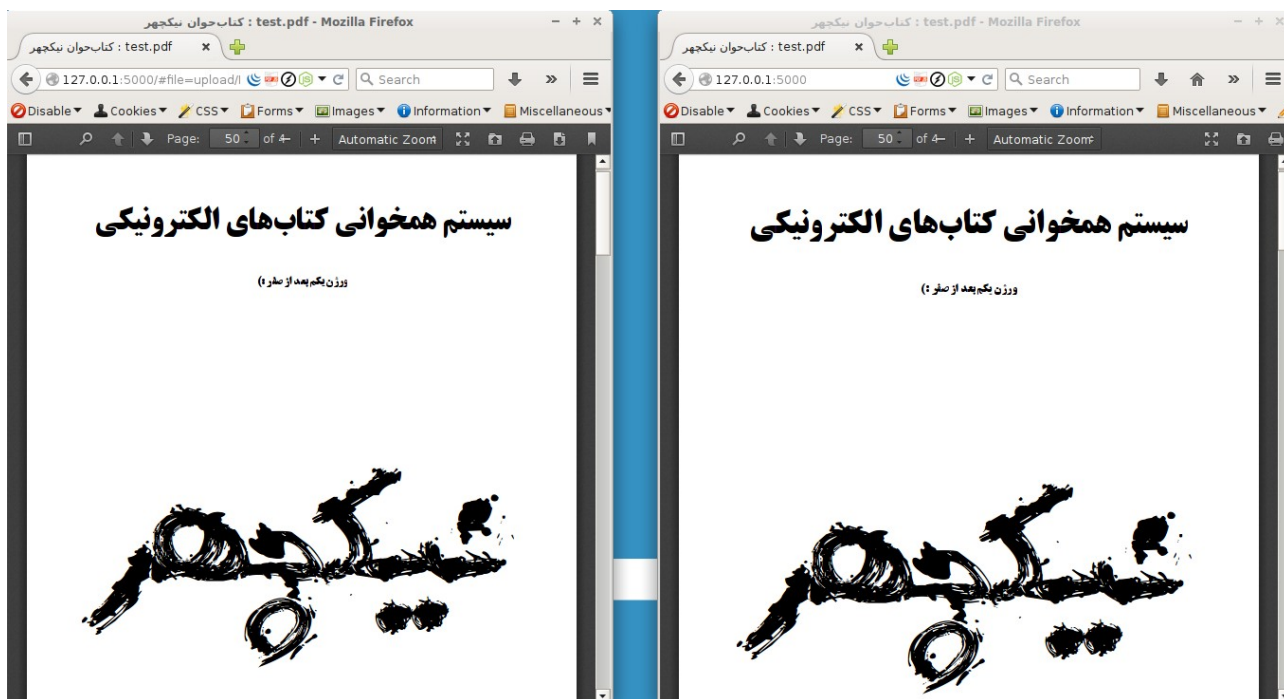 کتاب‌خوان نیکچهر : test.pdf - Mozilla Firefox
کتاب‌خوان نیکچهر : test.pdf
127.0.0.1:5000/#file=upload/
Search
Disable Cookies CSS Forms Images Information Miscellaneous
Page: 50 of 4 Automatic Zoom
سیستم همخوانی کتاب‌های الکترونیکی
ورژن یکم بعد از صفر :)
نیکچهر
کتاب‌خوان نیکچهر : test.pdf - Mozilla Firefox
کتاب‌خوان نیکچهر : test.pdf
127.0.0.1:5000
Search
Disable Cookies CSS Forms Images Information Miscellaneous
Page: 50 of 4 Automatic Zoom
سیستم همخوانی کتاب‌های الکترونیکی
ورژن یکم بعد از صفر :)
نیکچهر